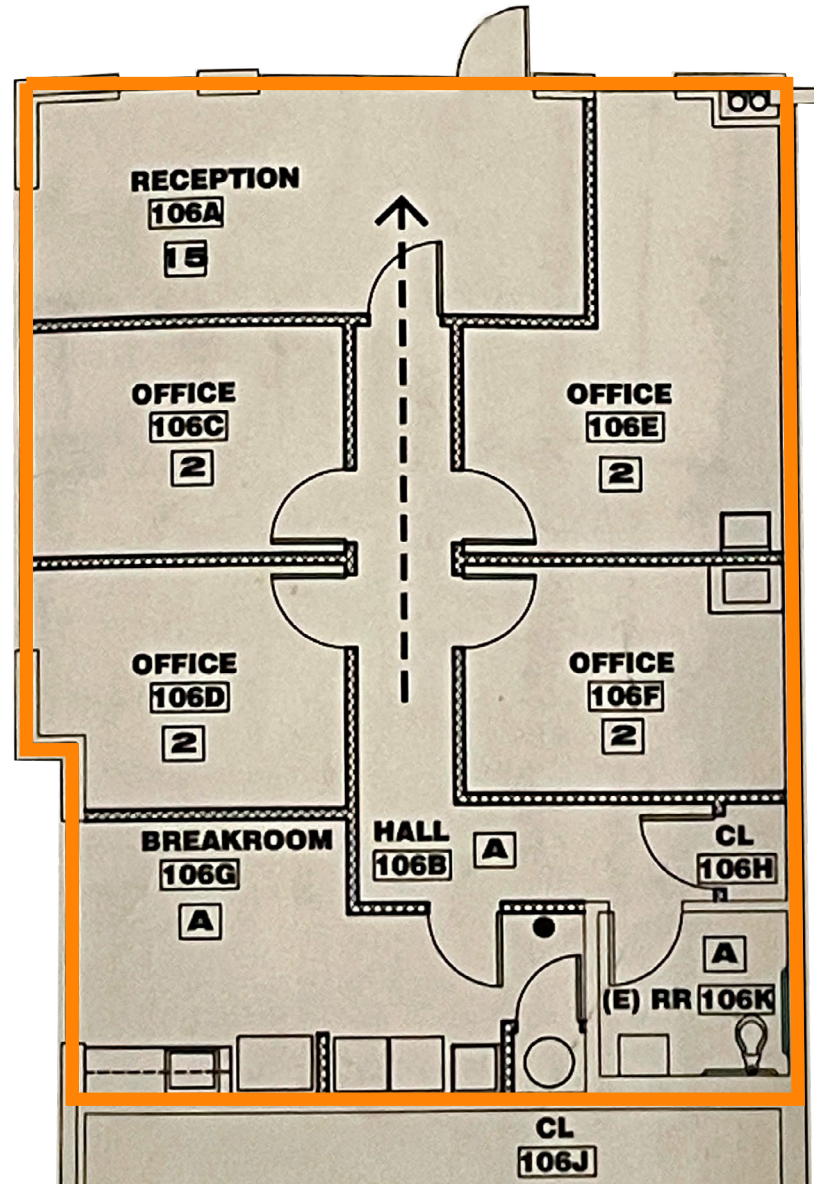 RECEPTION
106A
15
OFFICE
106C
2
OFFICE
106E
2
OFFICE
106D
2
OFFICE
106F
2
BREAKROOM
106G
A
HALL
106B
A
CL
106H
A
(E) RR 106K
CL
106J